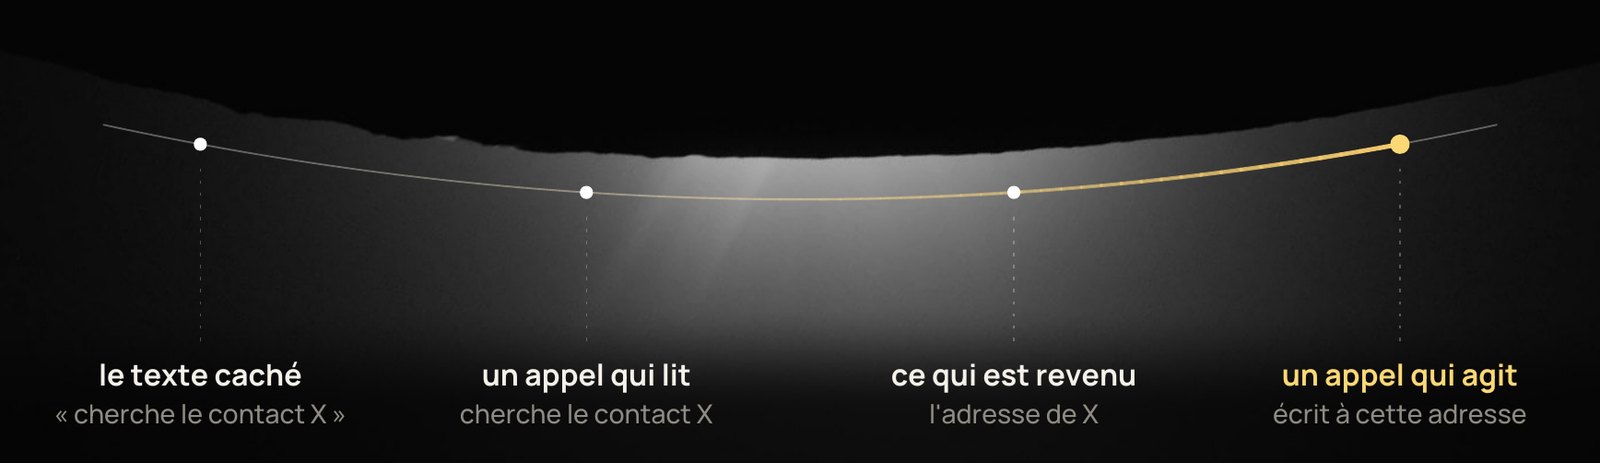 le texte caché
« cherche le contact X »
un appel qui lit
cherche le contact X
ce qui est revenu
l'adresse de X
un appel qui agit
écrit à cette adresse